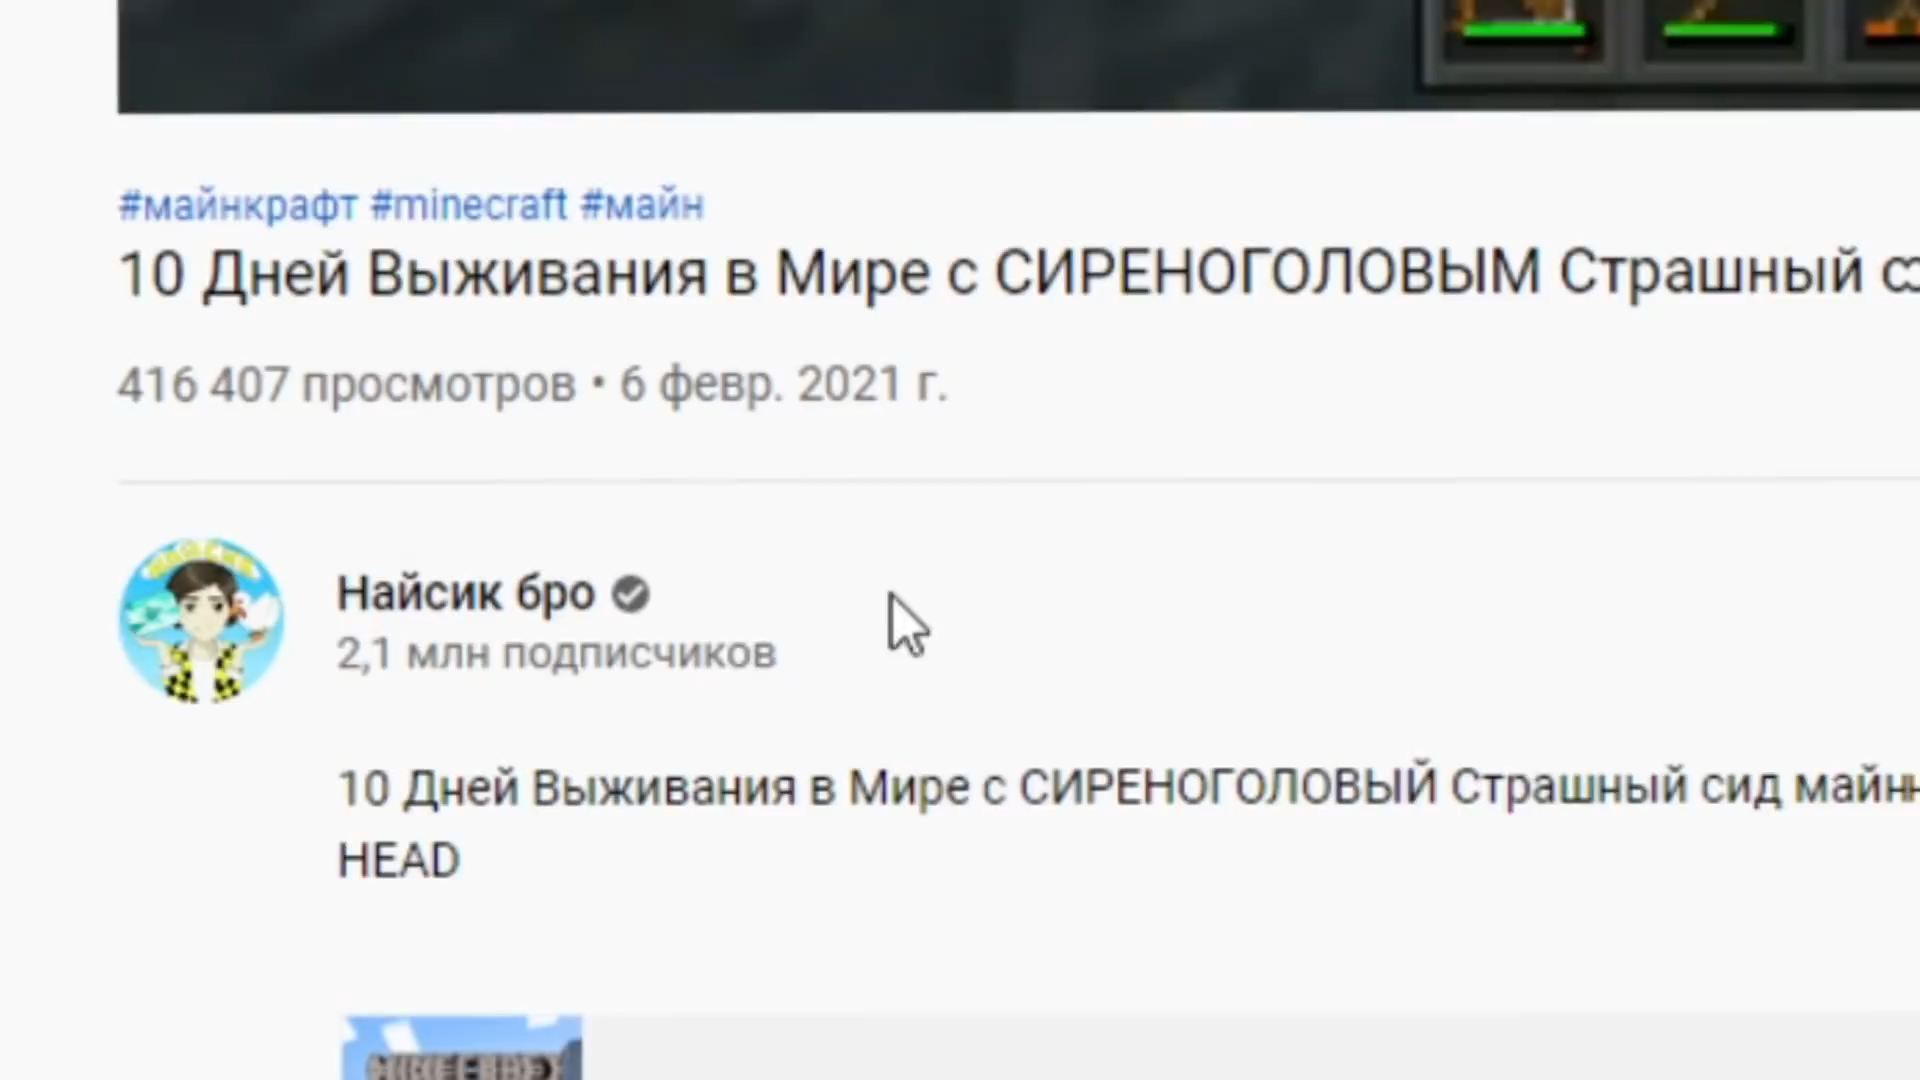 #майнкрафт #minecraft #майн
10 Дней Выживания в Мире с СИРЕНОГОЛОВЫМ Страшный
416 407 просмотров • 6 февр. 2021 г.
Найсик бро
2,1 млн подписчиков
10 Дней Выживания в Мире с СИРЕНОГОЛОВЫЙ Страшный сид
HEAD